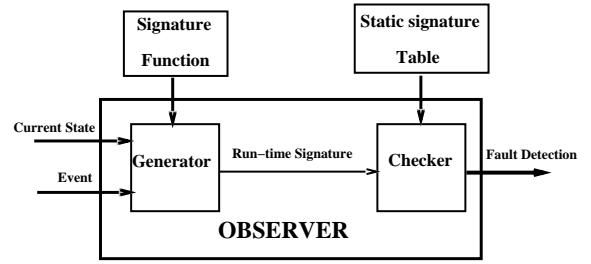 Signature
Function
Static signature
Table
Current State
Event
Generator
Run-time Signature
Checker
Fault Detection
OBSERVER